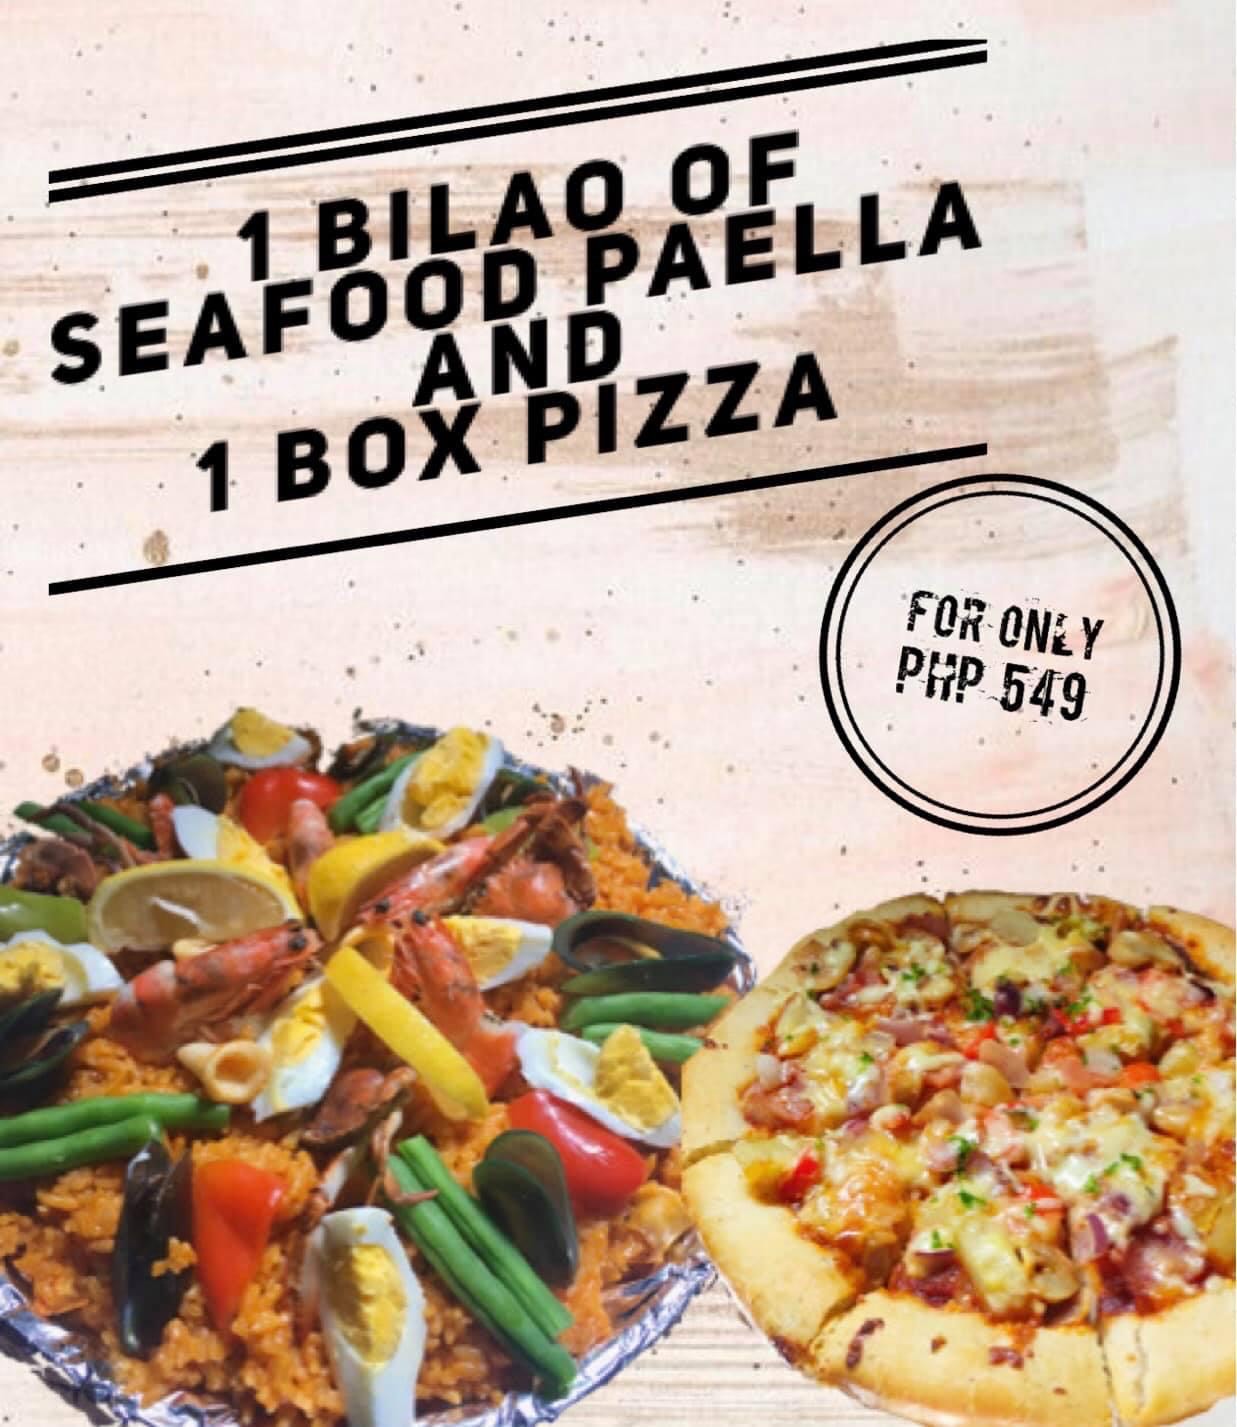 1 BILAO OF
SEAFOOD PAELLA
AND
1 BOX PIZZA
FOR ONLY
PHP 549